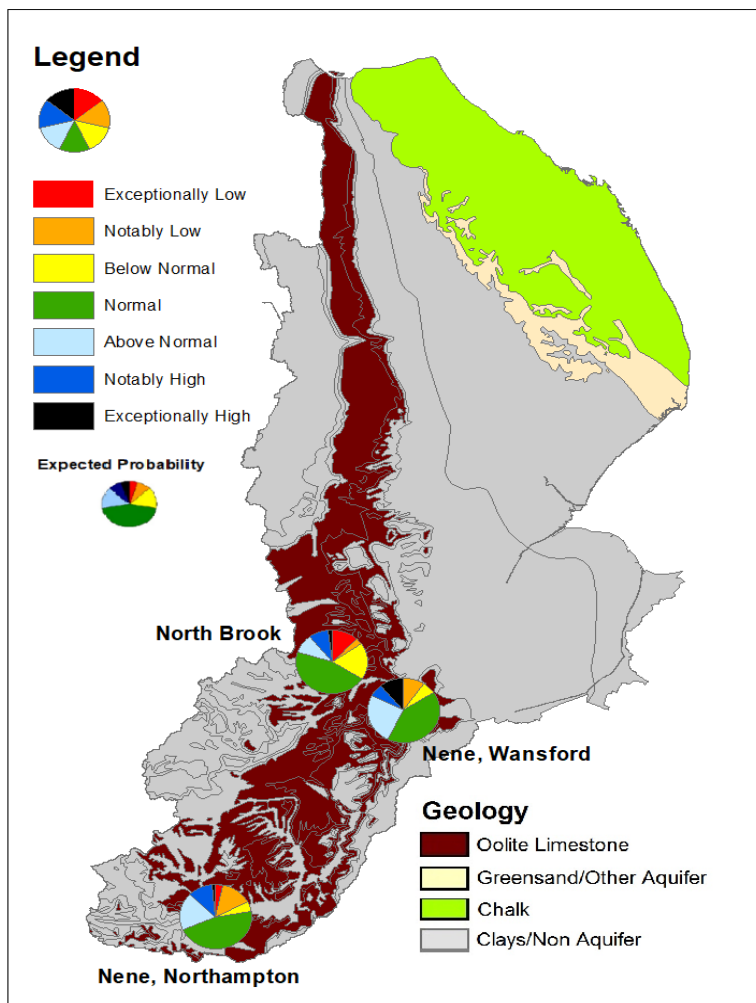 Legend
Exceptionally Low
Notably Low
Below Normal
Normal
Above Normal
Notably High
Exceptionally High
Expected Probability
North Brook
Nene, Wansford
Geology
Oolite Limestone
Greensand/Other Aquifer
Chalk
Clays/Non Aquifer
Nene, Northampton